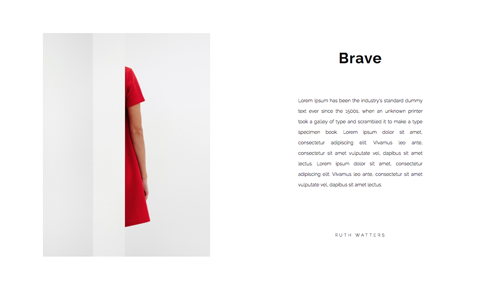 Brave
Lorem Ipsum has been the industry's standard dummy
text ever since the 1500s, when an unknown printer
took a galley of type and scrambled it to make a type
specimen book. Lorem ipsum dolor sit amet,
consectetur adipiscing elit. Vivamus leo ante,
consectetur sit amet vulputate vel, dapibus sit amet
lectus. Lorem ipsum dolor sit amet, consectetur
adipiscing elit. Vivamus leo ante, consectetur sit amet
vulputate vel, dapibus sit amet lectus.
RUTH WATTERS